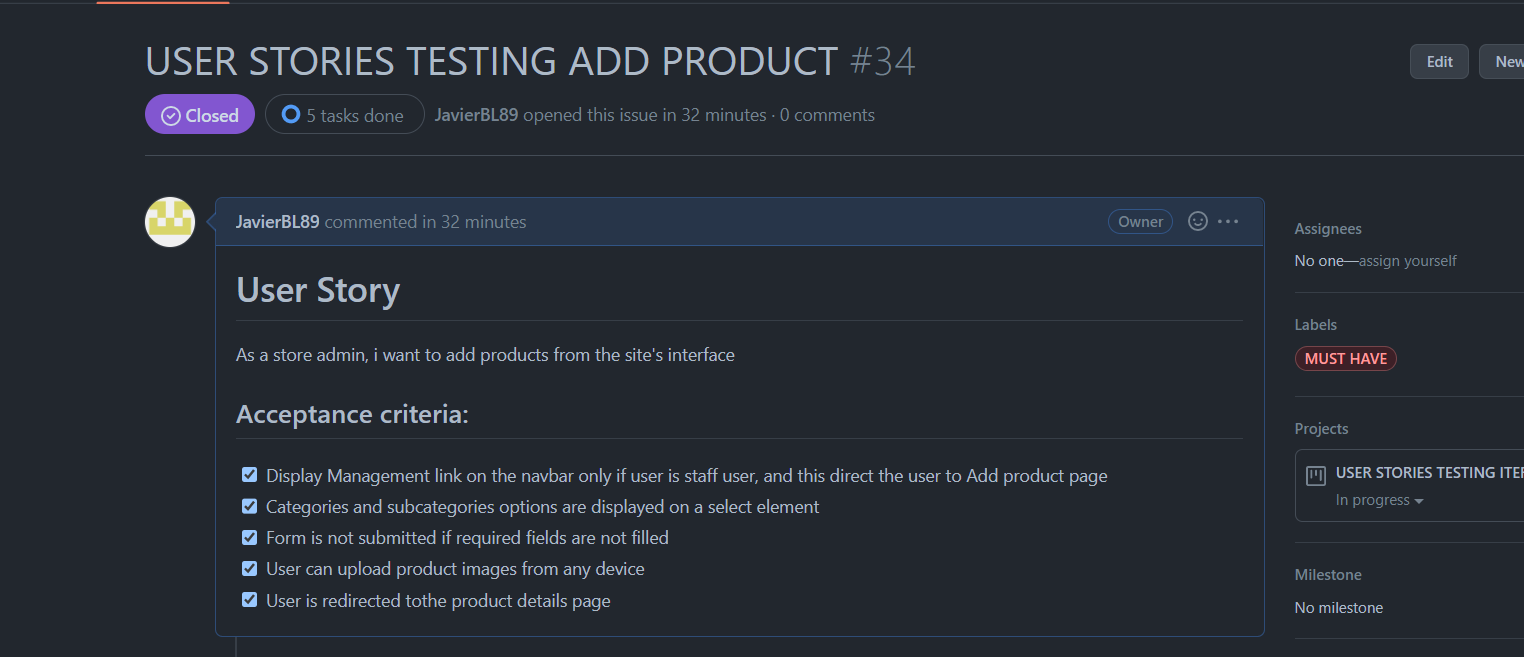 USER STORIES TESTING ADD PRODUCT #34
Edit
New
Closed
5 tasks done
JavierBL89 opened this issue in 32 minutes · 0 comments
JavierBL89 commented in 32 minutes
Owner
User Story
As a store admin, i want to add products from the site's interface
Acceptance criteria:
Display Management link on the navbar only if user is staff user, and this direct the user to Add product page
Categories and subcategories options are displayed on a select element
Form is not submitted if required fields are not filled
User can upload product images from any device
User is redirected tothe product details page
Assignees
No one—assign yourself
Labels
MUST HAVE
Projects
USER STORIES TESTING ITE
In progress
Milestone
No milestone